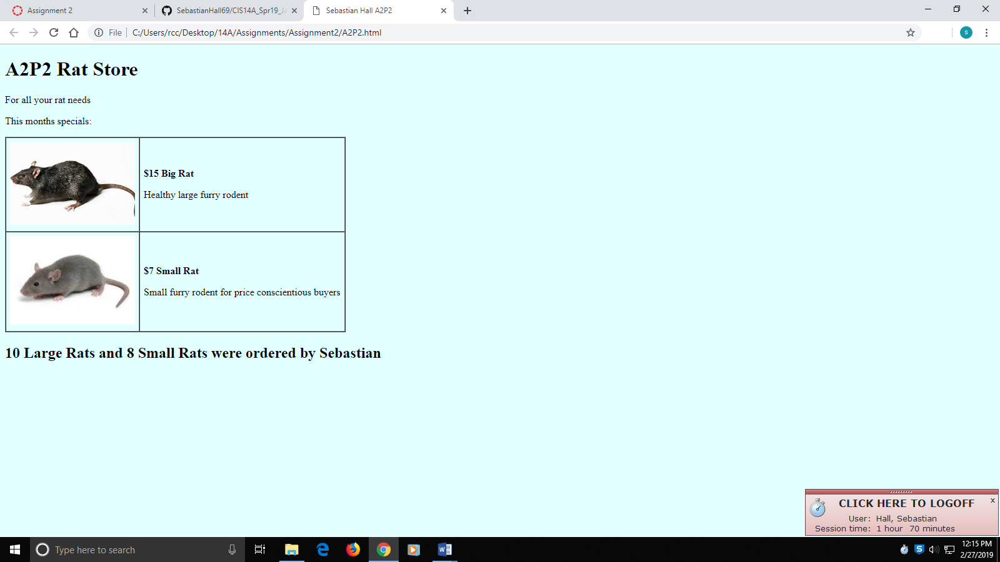 Assignment 2
SebastianHall69/CIS14A_Spr19_Ja
Sebastian Hall A2P2
File
C:/Users/rcc/Desktop/14A/Assignments/Assignment2/A2P2.html
S
A2P2 Rat Store
For all your rat needs
This months specials:
$15 Big Rat
Healthy large furry rodent
$7 Small Rat
Small furry rodent for price conscientious buyers
10 Large Rats and 8 Small Rats were ordered by Sebastian
CLICK HERE TO LOGOFF
x
User: Hall, Sebastian
Session time: 1 hour 70 minutes
Type here to search
12:15 PM
2/27/2019